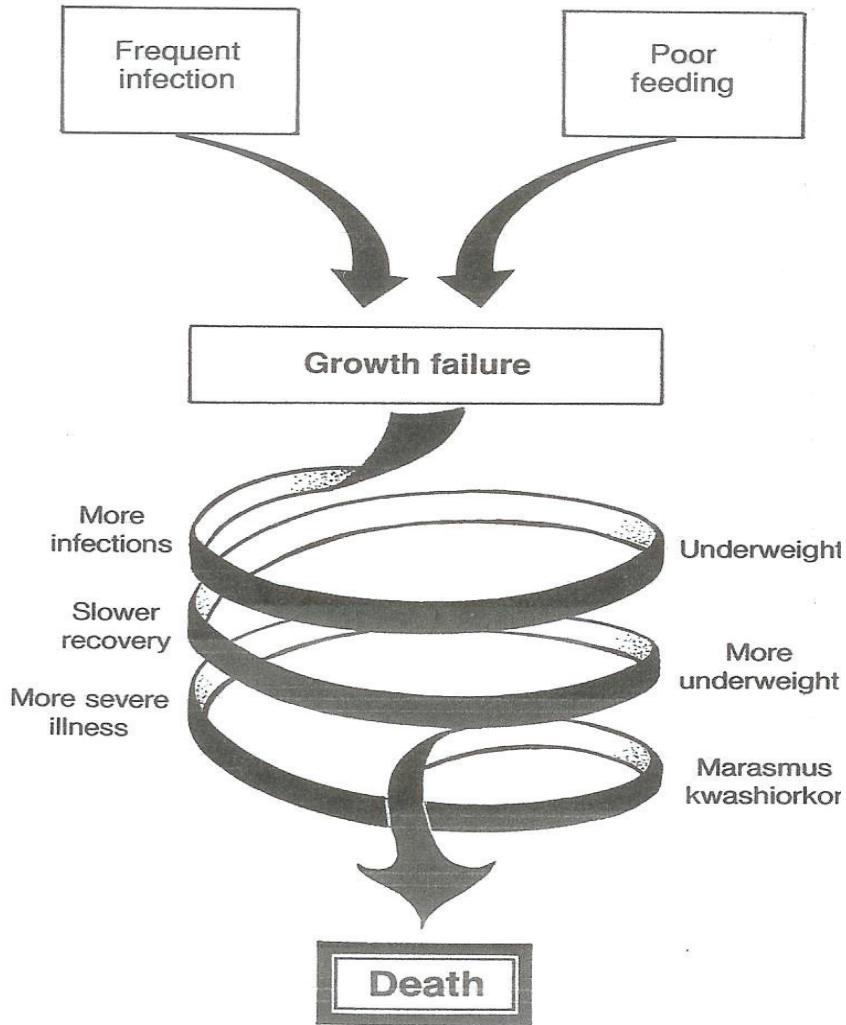 Frequent
infection
Poor
feeding
Growth failure
More
infections
Underweight
Slower
recovery
More
underweight
More severe
illness
Marasmus
kwashiorkor
Death